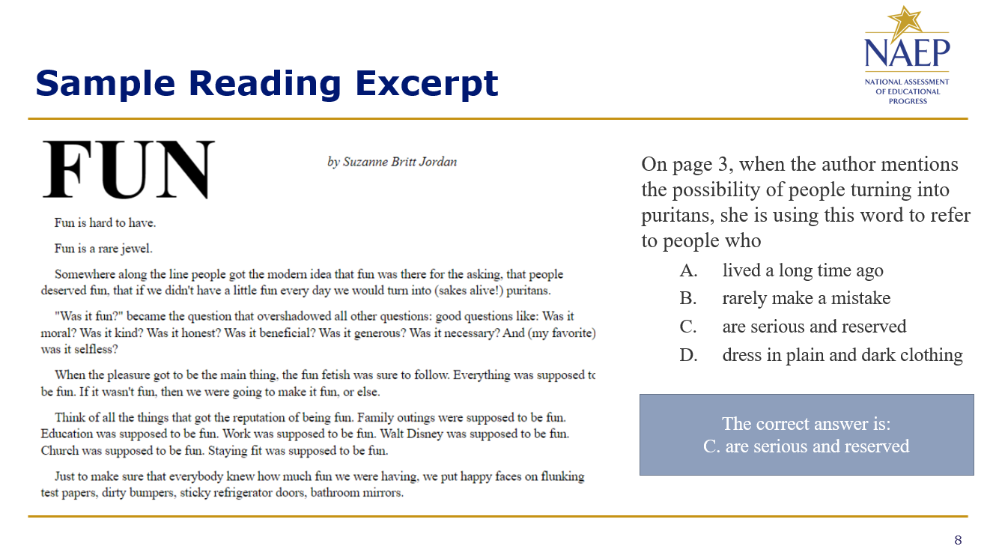 NAEP
NATIONAL ASSESSMENT
OF EDUCATIONAL
PROGRESS
Sample Reading Excerpt
FUN
by Suzanne Britt Jordan
Fun is hard to have.
Fun is a rare jewel.
Somewhere along the line people got the modern idea that fun was there for the asking, that people
deserved fun, that if we didn't have a little fun every day we would turn into (sakes alive!) puritans.
"Was it fun?" became the question that overshadowed all other questions: good questions like: Was it
moral? Was it kind? Was it honest? Was it beneficial? Was it generous? Was it necessary? And (my favorite)
was it selfless?
When the pleasure got to be the main thing, the fun fetish was sure to follow. Everything was supposed to
be fun. If it wasn't fun, then we were going to make it fun, or else.
Think of all the things that got the reputation of being fun. Family outings were supposed to be fun.
Education was supposed to be fun. Work was supposed to be fun. Walt Disney was supposed to be fun.
Church was supposed to be fun. Staying fit was supposed to be fun.
Just to make sure that everybody knew how much fun we were having, we put happy faces on flunking
test papers, dirty bumpers, sticky refrigerator doors, bathroom mirrors.
On page 3, when the author mentions
the possibility of people turning into
puritans, she is using this word to refer
to people who
A. lived a long time ago
B. rarely make a mistake
C. are serious and reserved
D. dress in plain and dark clothing
The correct answer is:
C. are serious and reserved
8